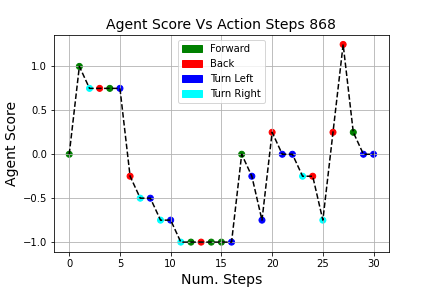 Agent Score Vs Action Steps 868
Forward
Back
Turn Left
Turn Right
Agent Score
1.0
0.5
0.0
−0.5
−1.0
0 5 10 15 20 25 30
Num. Steps